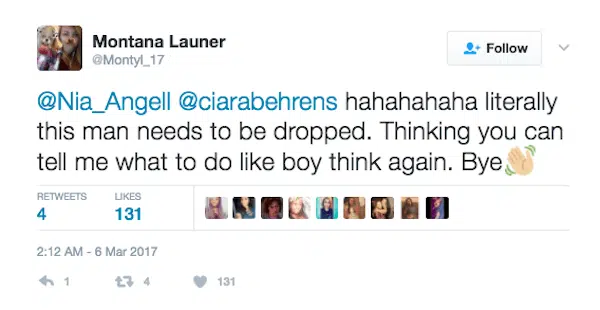 Montana Launer
@Montyl_17
Follow
@Nia_Angell @ciarabehrens hahahahaha literally
this man needs to be dropped. Thinking you can
tell me what to do like boy think again. Bye👋🏼
RETWEETS LIKES
4 131
2:12 AM - 6 Mar 2017
1 4 131